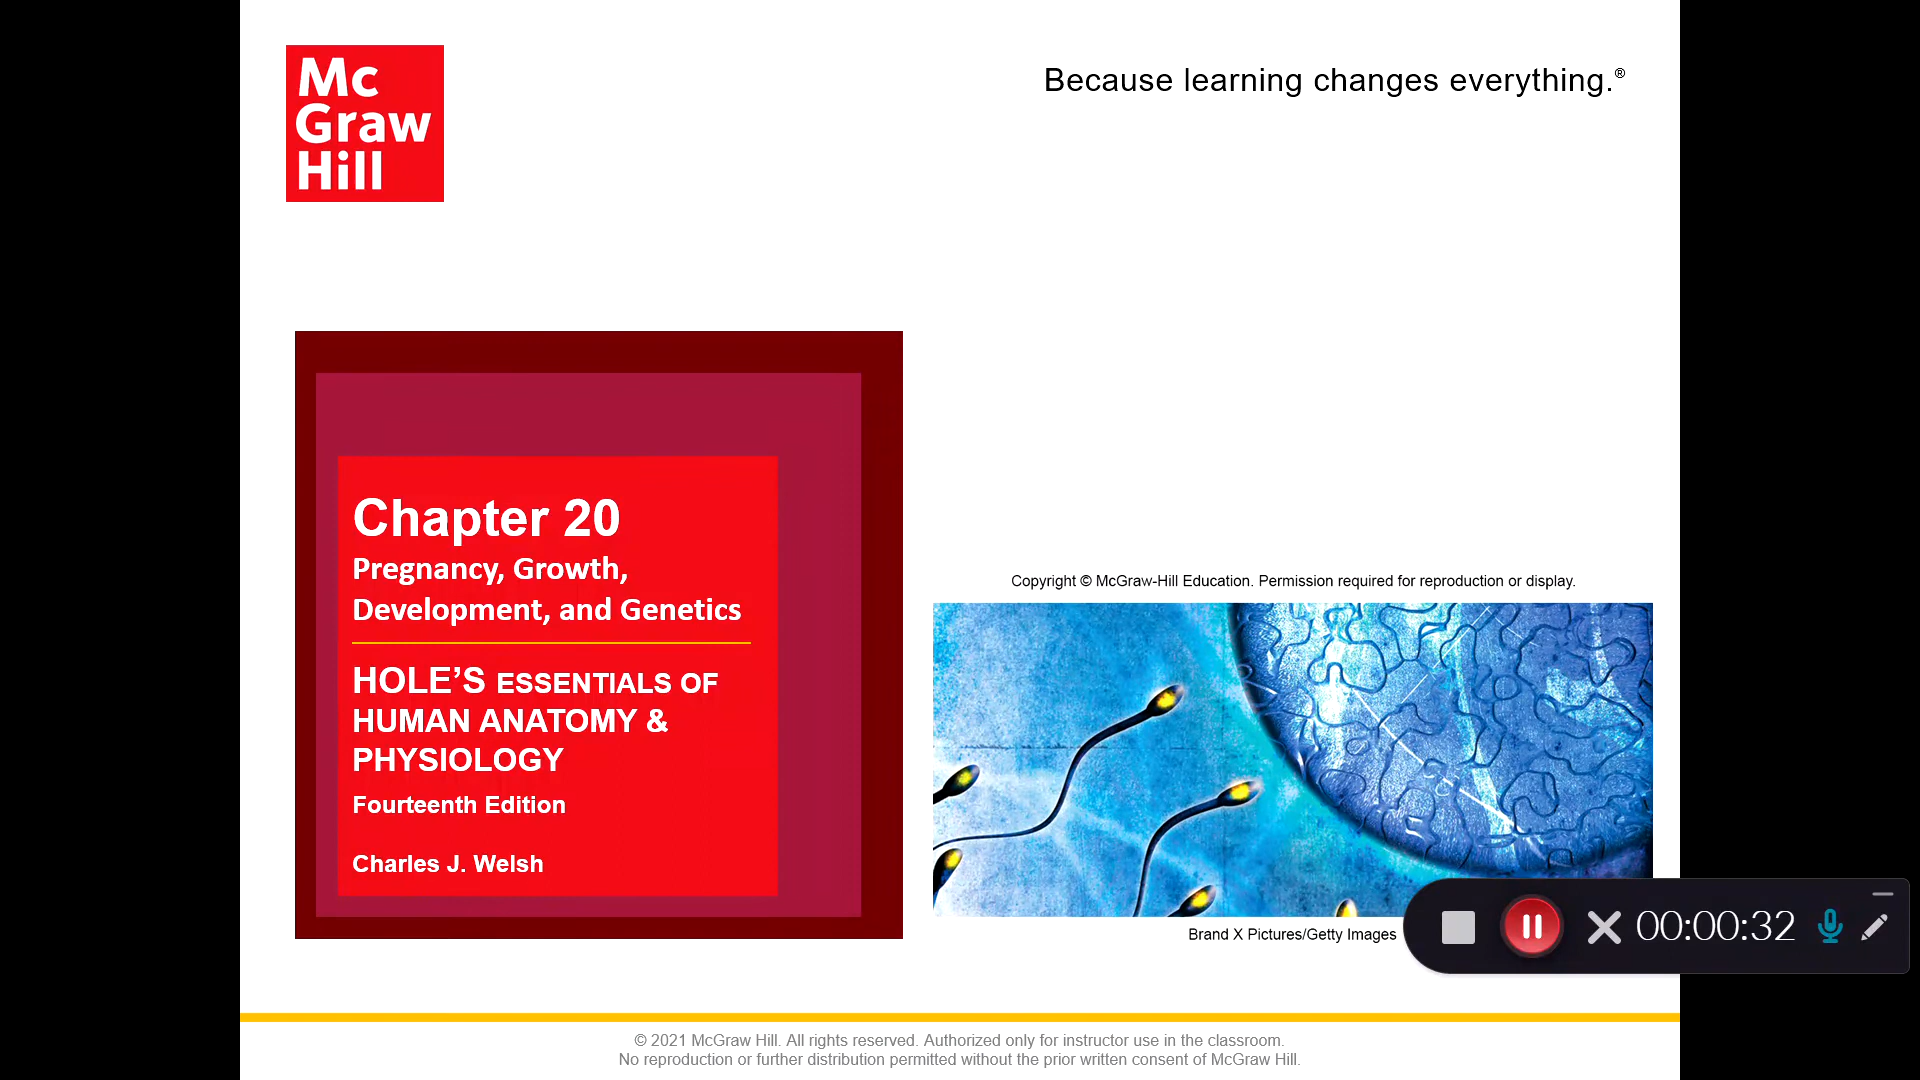 Mc
Graw
Hill
Because learning changes everything.®
Chapter 20
Pregnancy, Growth,
Development, and Genetics
HOLE’S ESSENTIALS OF
HUMAN ANATOMY &
PHYSIOLOGY
Fourteenth Edition
Charles J. Welsh
Copyright © McGraw-Hill Education. Permission required for reproduction or display.
Brand X Pictures/Getty Images
00:00:32
© 2021 McGraw Hill. All rights reserved. Authorized only for instructor use in the classroom.
No reproduction or further distribution permitted without the prior written consent of McGraw Hill.